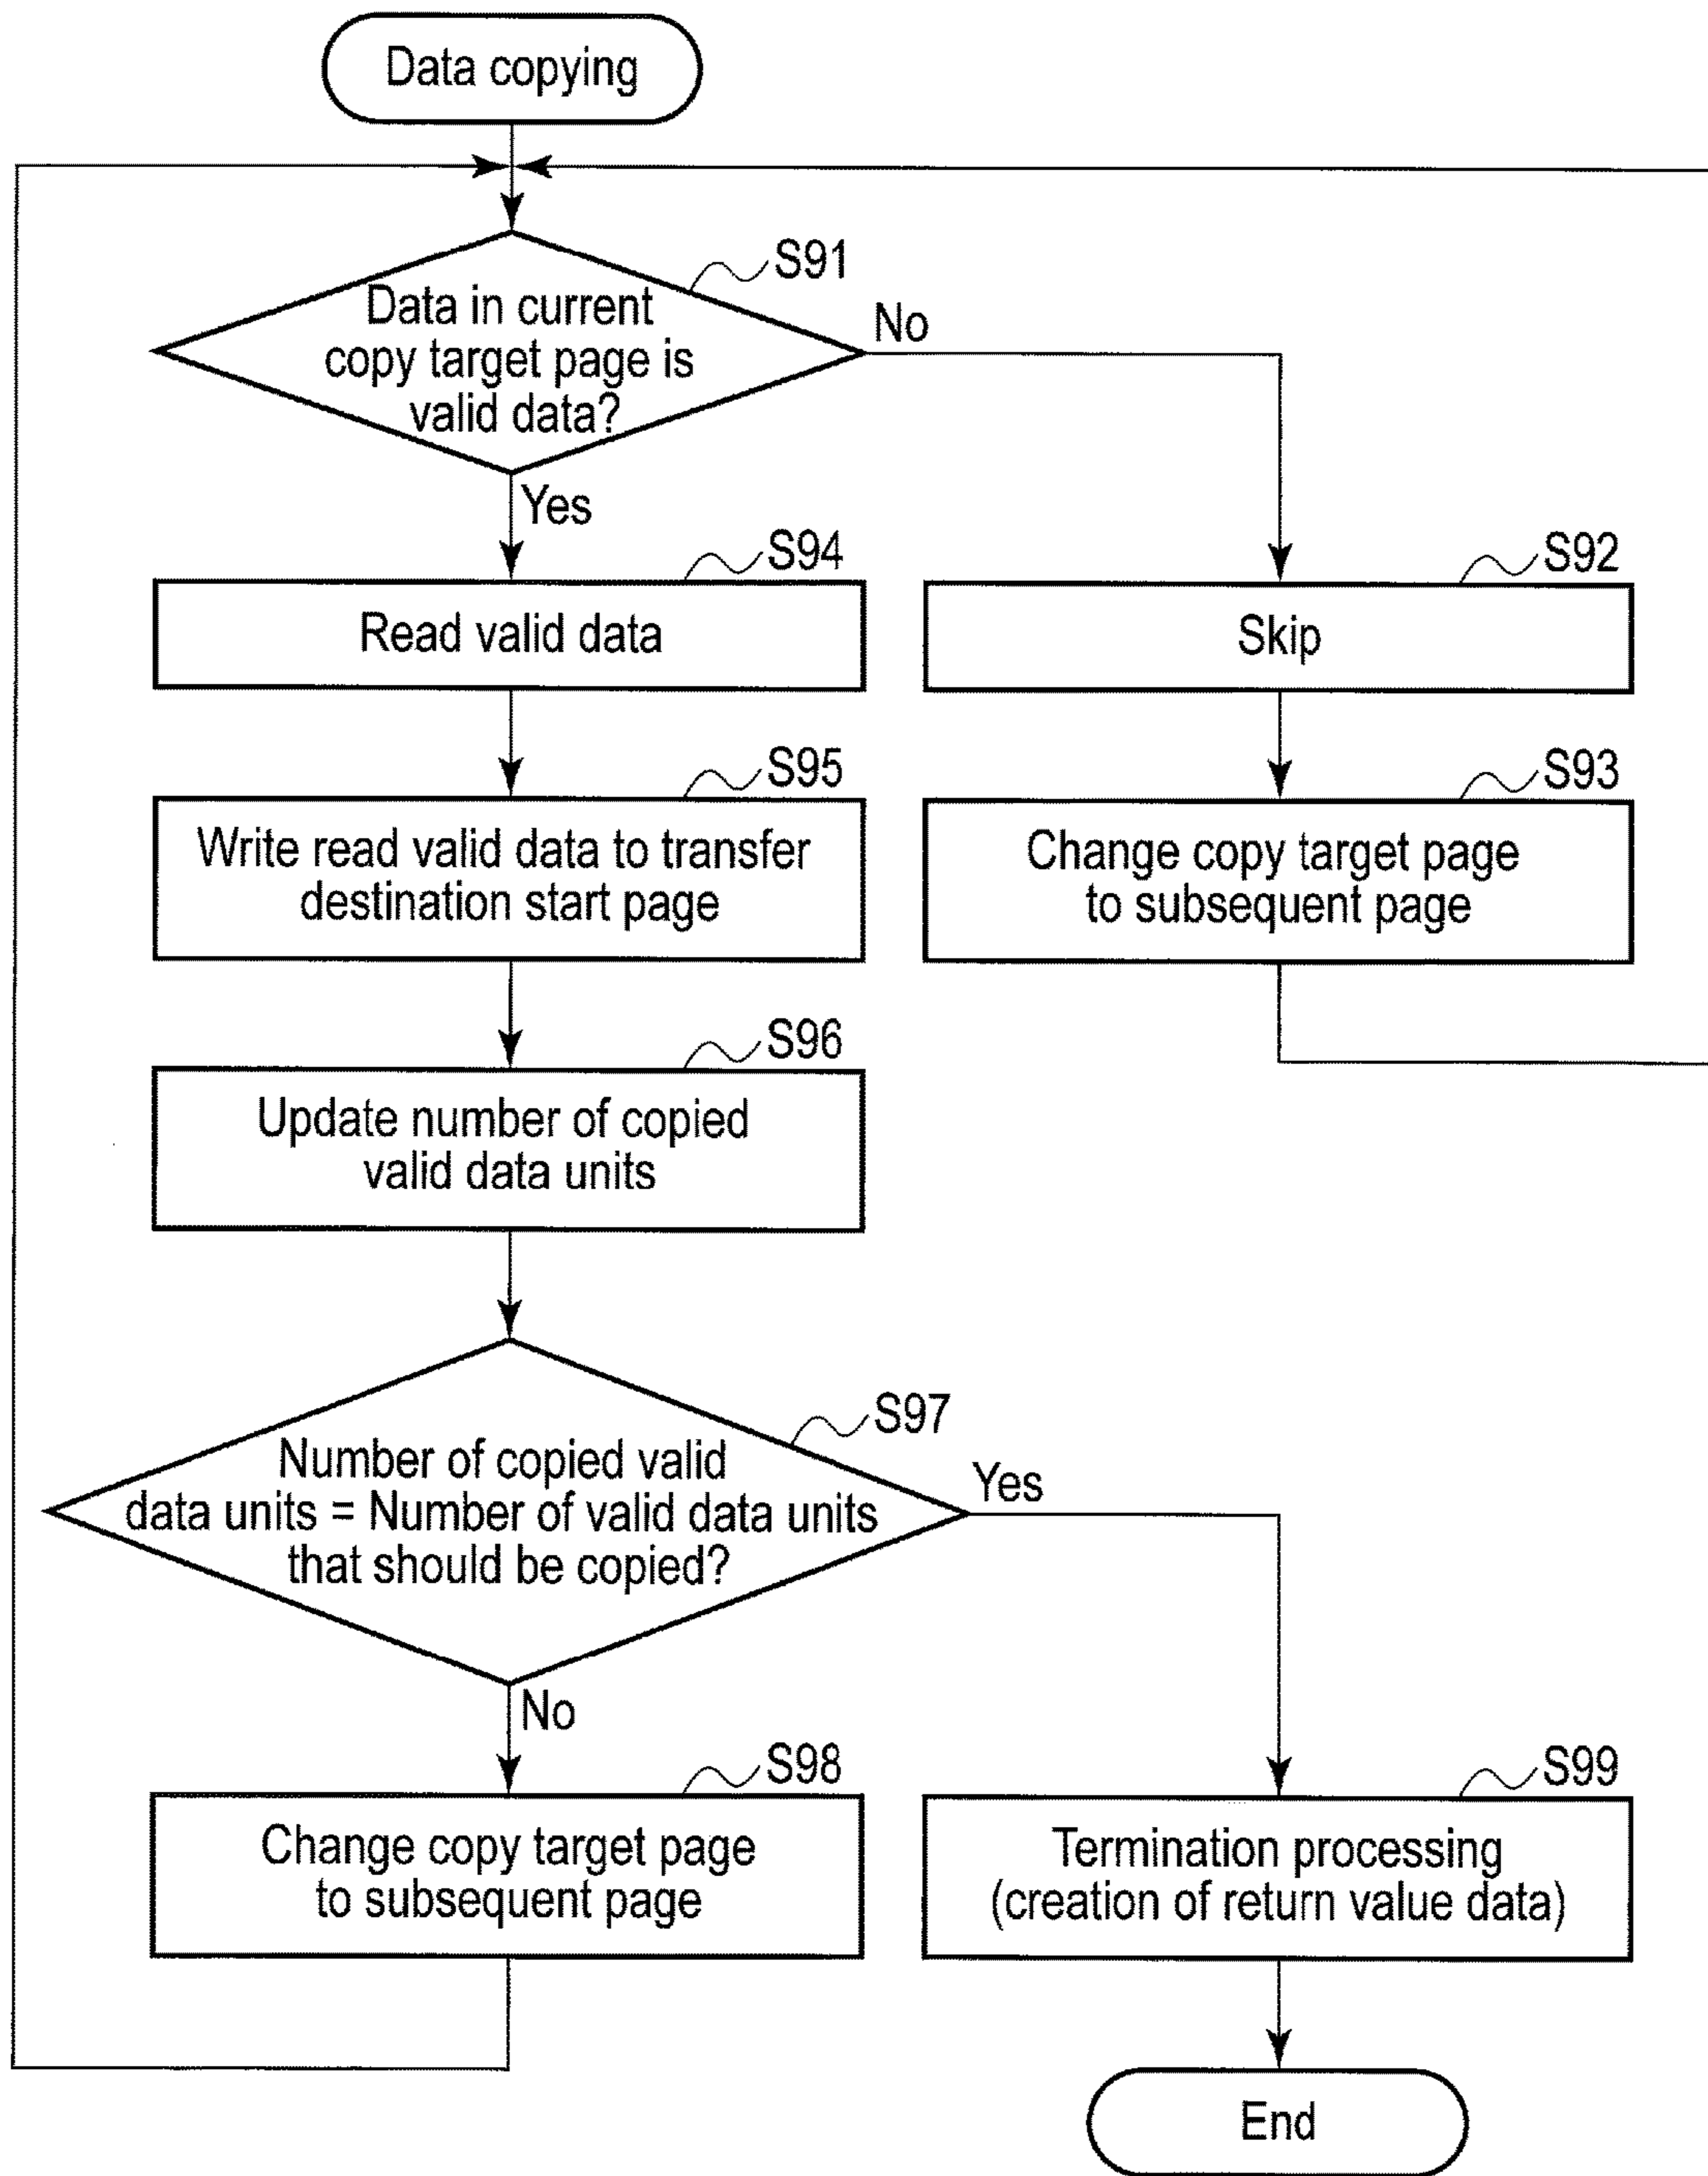 Data copying
S91
Data in current
copy target page is
valid data?
No
Yes
S94
Read valid data
S92
Skip
S95
Write read valid data to transfer
destination start page
S93
Change copy target page
to subsequent page
S96
Update number of copied
valid data units
S97
Number of copied valid
data units = Number of valid data units
that should be copied?
Yes
No
S98
Change copy target page
to subsequent page
S99
Termination processing
(creation of return value data)
End